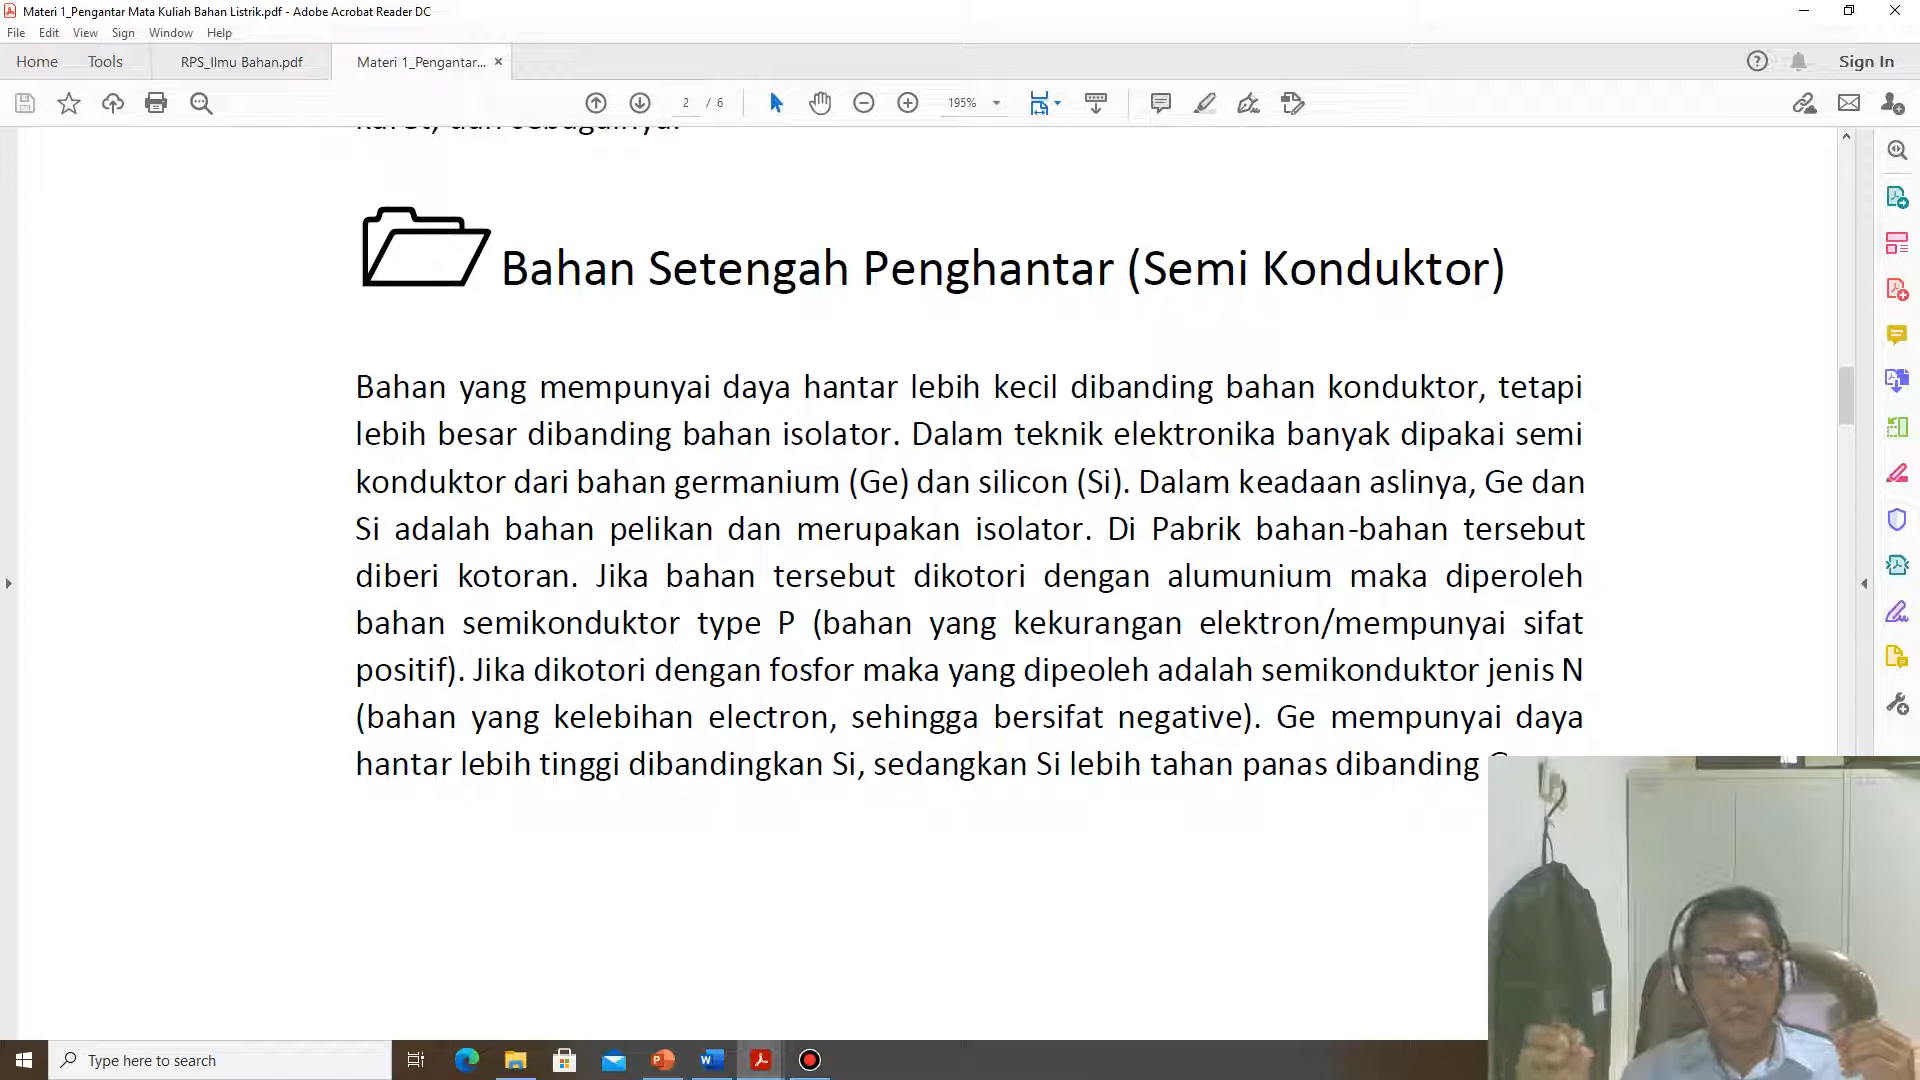 Materi 1_Pengantar Mata Kuliah Bahan Listrik.pdf - Adobe Acrobat Reader DC
File Edit View Sign Window Help
Home Tools RPS_Ilmu Bahan.pdf Materi 1_Pengantar... × Sign In
2 / 6 195%
Bahan Setengah Penghantar (Semi Konduktor)
Bahan yang mempunyai daya hantar lebih kecil dibanding bahan konduktor, tetapi
lebih besar dibanding bahan isolator. Dalam teknik elektronika banyak dipakai semi
konduktor dari bahan germanium (Ge) dan silicon (Si). Dalam keadaan aslinya, Ge dan
Si adalah bahan pelikan dan merupakan isolator. Di Pabrik bahan-bahan tersebut
diberi kotoran. Jika bahan tersebut dikotori dengan alumunium maka diperoleh
bahan semikonduktor type P (bahan yang kekurangan elektron/mempunyai sifat
positif). Jika dikotori dengan fosfor maka yang dipeoleh adalah semikonduktor jenis N
(bahan yang kelebihan electron, sehingga bersifat negative). Ge mempunyai daya
hantar lebih tinggi dibandingkan Si, sedangkan Si lebih tahan panas dibanding
Type here to search